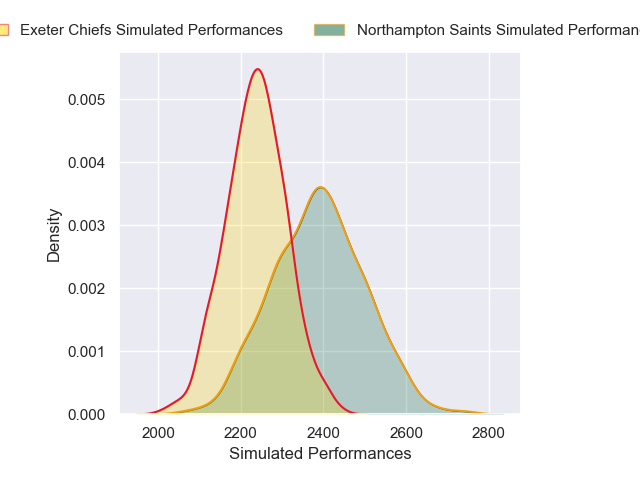 Exeter Chiefs Simulated Performances Northampton Saints Simulated
0.005
0.004
0.003
0.002
0.001
0.000
Density
2000 2200 2400 2600 2800
Simulated Performances